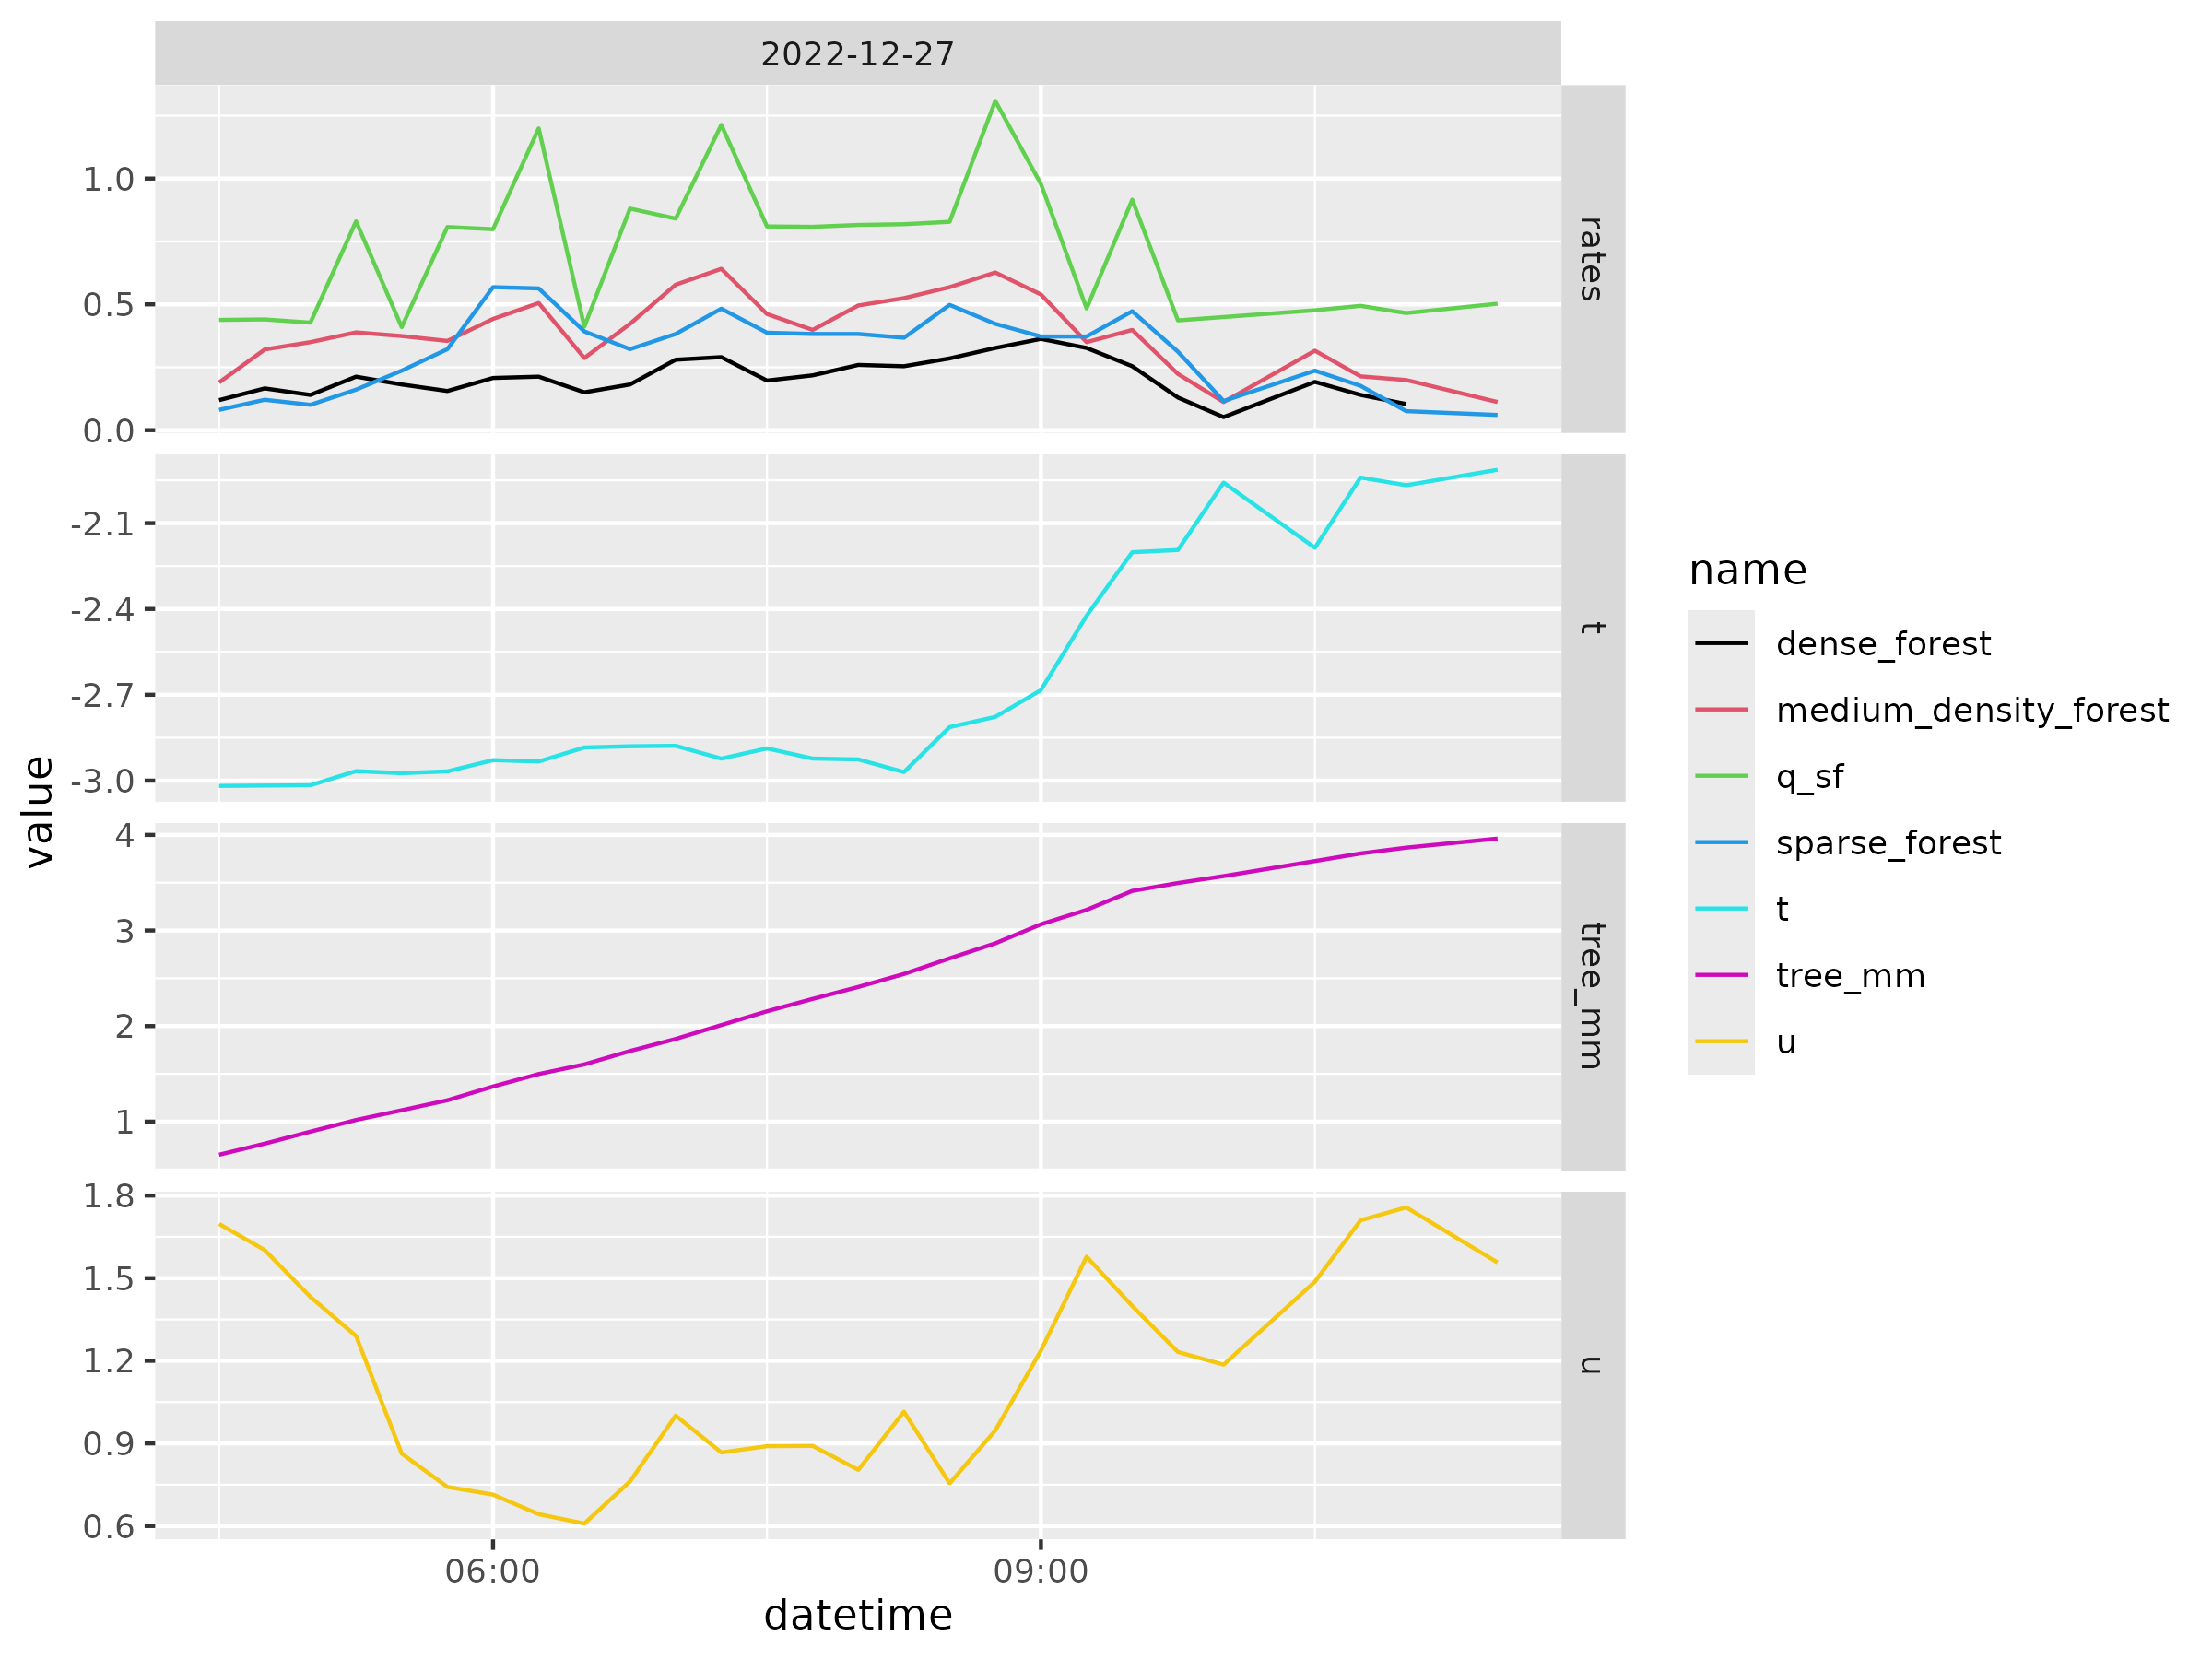 2022-12-27
1.0
0.5
0.0
rates
-2.1
-2.4
-2.7
-3.0
t
4
3
2
1
tree_mm
1.8
1.5
1.2
0.9
0.6
u
06:00
09:00
datetime
value
name
dense_forest
medium_density_forest
q_sf
sparse_forest
t
tree_mm
u